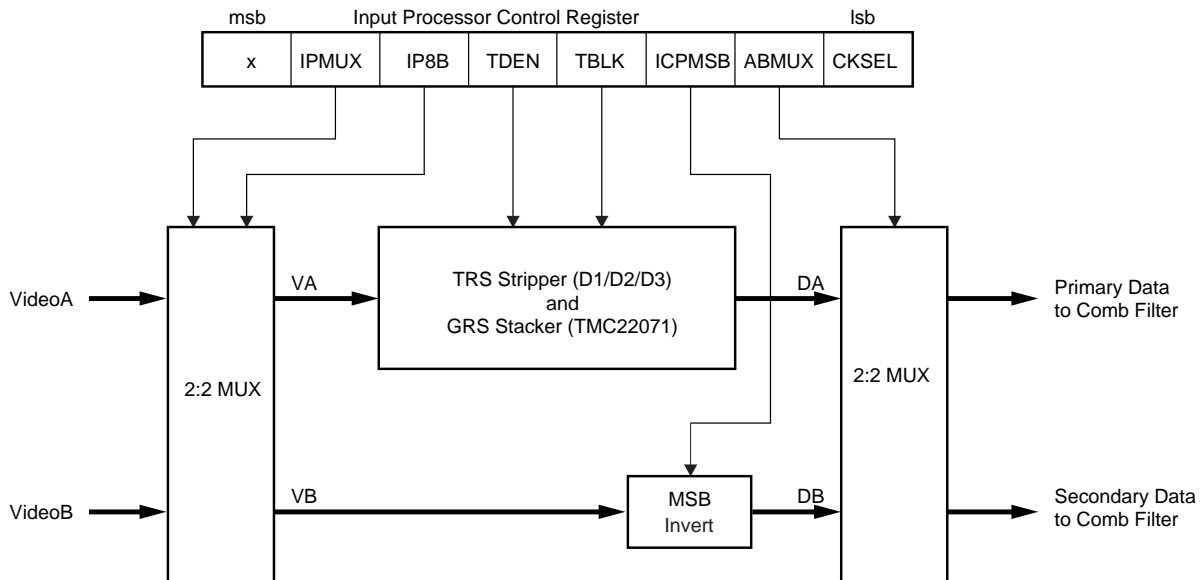 msb Input Processor Control Register lsb
x IPMUX IP8B TDEN TBLK ICPMSB ABMUX CKSEL
VideoA
VA
TRS Stripper (D1/D2/D3)
and
GRS Stacker (TMC22071)
DA
Primary Data
to Comb Filter
2:2 MUX
2:2 MUX
VideoB
VB
MSB
Invert
DB
Secondary Data
to Comb Filter